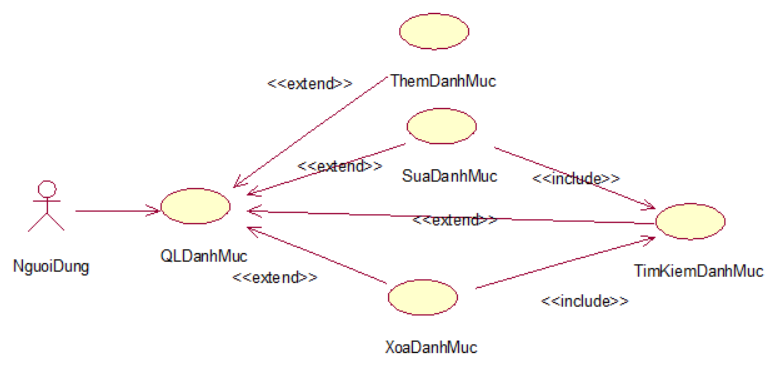 <<extend>>
ThemDanhMuc
<<extend>>
SuaDanhMuc
<<include>>
<<extend>>
NguoiDung
QLDanhMuc
TimKiemDanhMuc
<<extend>>
<<include>>
XoaDanhMuc